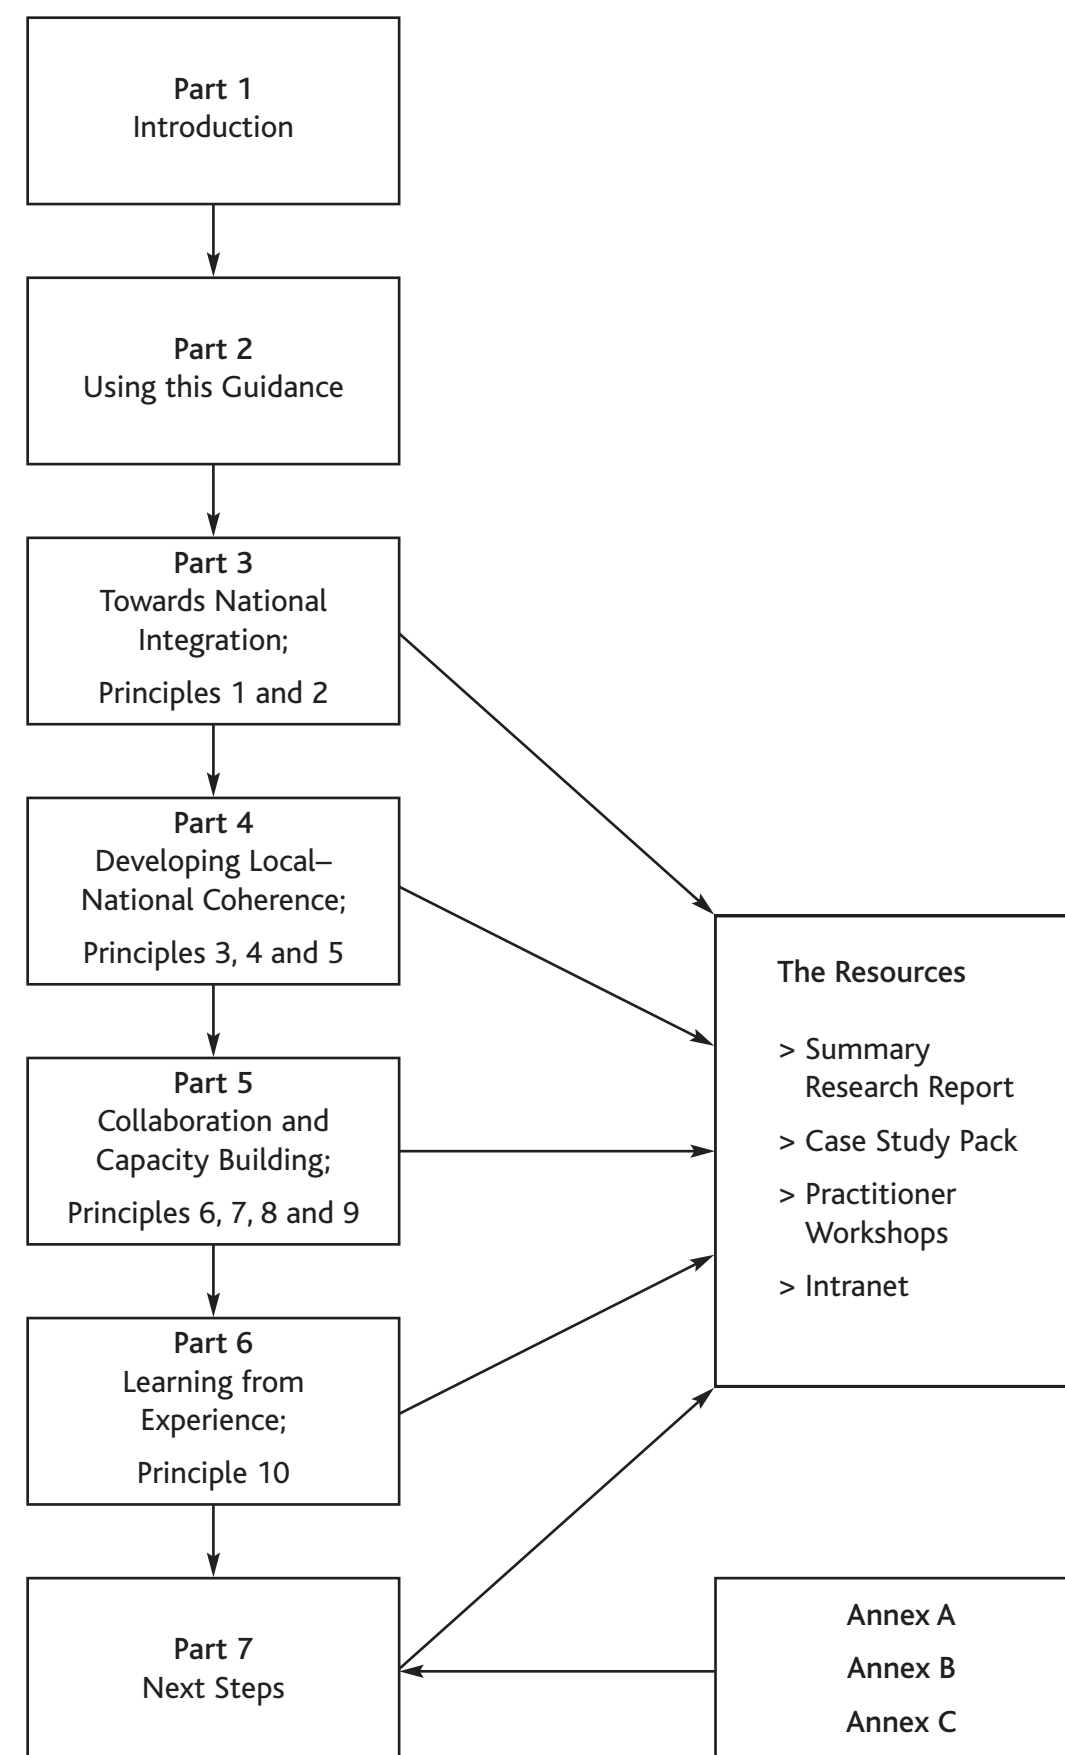 Part 1
Introduction
Part 2
Using this Guidance
Part 3
Towards National
Integration;
Principles 1 and 2
Part 4
Developing Local–
National Coherence;
Principles 3, 4 and 5
Part 5
Collaboration and
Capacity Building;
Principles 6, 7, 8 and 9
Part 6
Learning from
Experience;
Principle 10
Part 7
Next Steps
The Resources
> Summary
Research Report
> Case Study Pack
> Practitioner
Workshops
> Intranet
Annex A
Annex B
Annex C